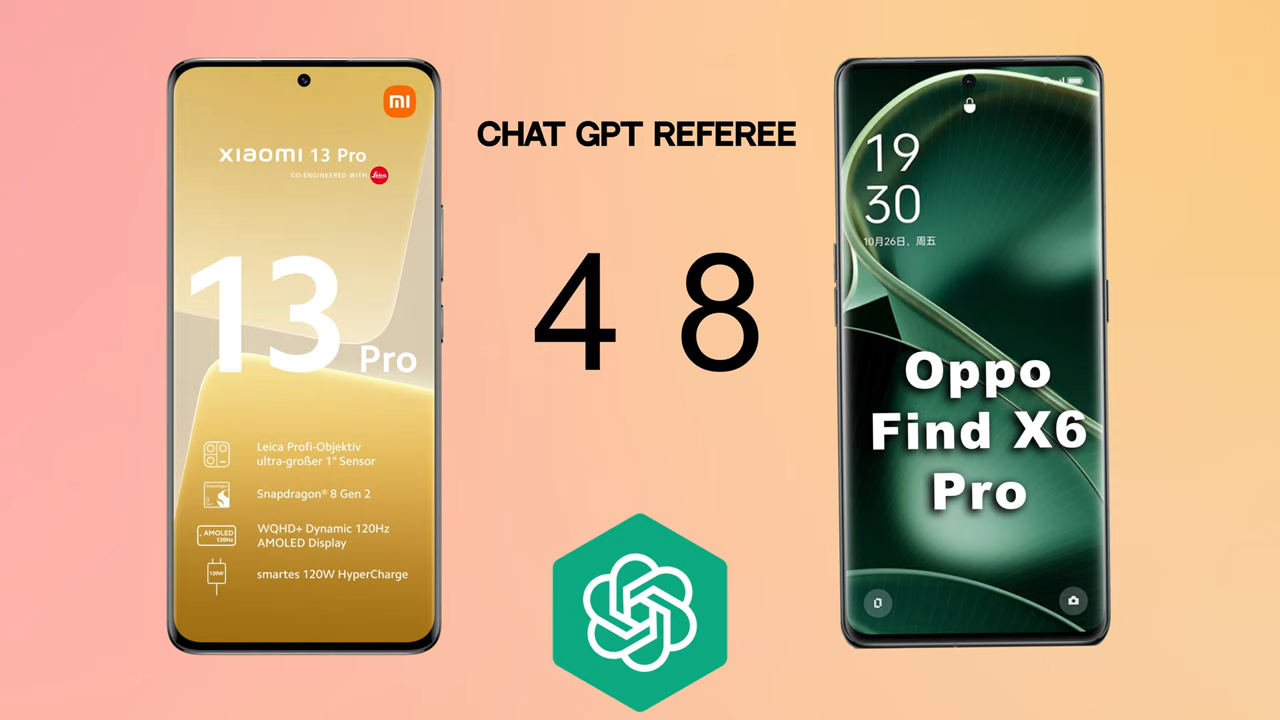 mi
XIAOMI 13 Pro
CO-ENGINEERED WITH Leica
13
Pro
Leica Profi-Objektiv
ultra-großer 1" Sensor
Snapdragon® 8 Gen 2
AMOLED
120Hz
WQHD+ Dynamic 120Hz
AMOLED Display
120W
smartes 120W HyperCharge
CHAT GPT REFEREE
4 8
19
30
10月26日，周五
Oppo
Find X6
Pro